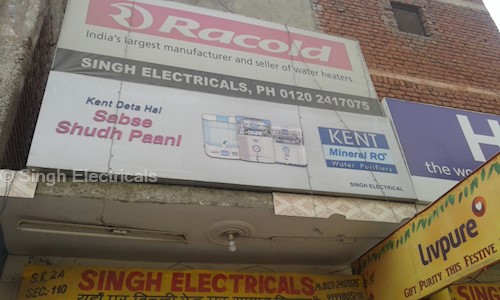 Racold
India's largest manufacturer and seller of water heaters
SINGH ELECTRICALS, PH 0120 2417075
Kent Deta Hai
Sabse
Shudh Paani
KENT
Mineral RO
Water Purifiers
SINGH ELECTRICAL
H
the wo
© Singh Electricals
Livpure
GIFT PURITY THIS FESTIVE
S.K. 2A
SEC.-110
SINGH ELECTRICALS